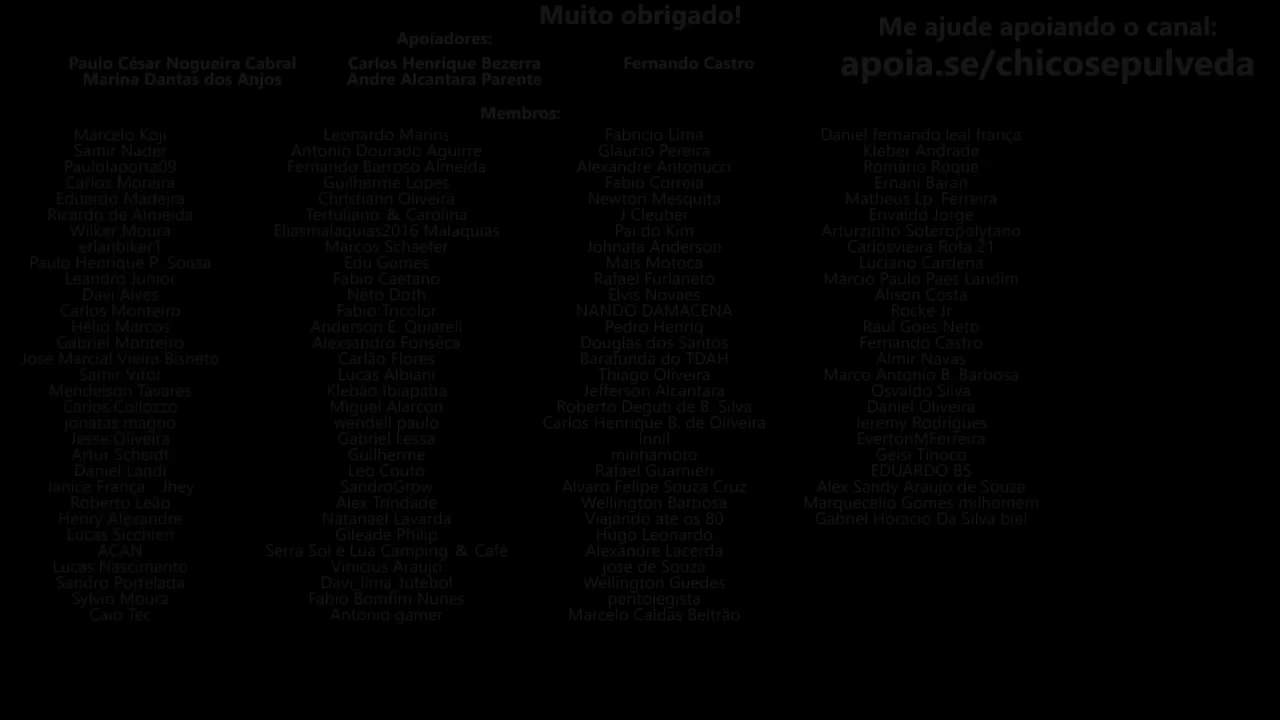 Muito obrigado!
Me ajude apoiando o canal:
apoia.se/chicosepulveda
Apoiadores:
Paulo César Nogueira Cabral
Marina Dantas dos Anjos
Carlos Henrique Bezerra
Andre Alcantara Parente
Fernando Castro
Membros:
Marcelo Koji
Samir Nader
Paulolaporta09
Carlos Moreira
Eduardo Madeira
Ricardo de Almeida
Wilker Moura
erlanbiker1
Paulo Henrique P. Sousa
Leandro Junior
Davi Alves
Carlos Monteiro
Hélio Marcos
Gabriel Monteiro
José Marcial Vieira Bisneto
Samir Vitor
Mendelson Tavares
Carlos Collozzo
jonatas magno
Jesse Oliveira
Artur Scheidt
Daniel Landi
Janice França _ Jhey
Roberto Leão
Henry Alexandre
Lucas Sicchieri
ACAN
Lucas Nascimento
Sandro Portelada
Sylvio Moura
Caio Tec
Leonardo Marins
Antonio Dourado Aguirre
Fernando Barroso Almeida
Guilherme Lopes
Christiann Oliveira
Tertuliano & Carolina
Eliasmalaquias2016 Malaquias
Marcos Schaefer
Edu Gomes
Fabio Caetano
Neto Doth
Fabio Tricolor
Anderson E. Quiarell
Alexsandro Fonsêca
Carlão Flores
Lucas Albiani
Klebão Ibiapaba
Miguel Alarcon
wendell paulo
Gabriel Lessa
Guilherme
Leo Couto
SandroGrow
Alex Trindade
Natanael Lavarda
Gileade Philip
Serra Sol e Lua Camping & Café
Vinicius Araujo
Davi_lima_futebol
Fabio Bomfim Nunes
Antonio gamer
Fabricio Lima
Glaucio Pereira
Alexandre Antonucci
Fabio Correia
Newton Mesquita
J Cleuber
Pai do Kim
Johnata Anderson
Mais Motoca
Rafael Furlaneto
Elvis Novaes
NANDO DAMACENA
Pedro Henriq
Douglas dos Santos
Barafunda do TDAH
Thiago Oliveira
Jefferson Alcantara
Roberto Deguti de B. Silva
Carlos Henrique B. de Oliveira
Innil
minhamoto
Rafael Guarnieri
Alvaro Felipe Souza Cruz
Wellington Barbosa
Viajando até os 80
Hugo Leonardo
Alexandre Lacerda
jose de Souza
Wellington Guedes
peritolegista
Marcelo Caldas Beltrão
Daniel fernando leal frança
Kleber Andrade
Romário Roque
Ernani Baran
Matheus Lp. Ferreira
Erivaldo Jorge
Arturzinho Soteropolytano
Carlosvieira Rota 21
Luciano Cardena
Marcio Paulo Paes Landim
Alison Costa
Rocke Jr
Raul Goes Neto
Fernando Castro
Almir Navas
Marco Antonio B. Barbosa
Osvaldo Silva
Daniel Oliveira
Jeremy Rodrigues
EvertonMFerreira
Geisi Tinoco
EDUARDO BS
Alex Sandy Araujo de Souza
Marquecelio Gomes milhomem
Gabriel Horacio Da Silva biel